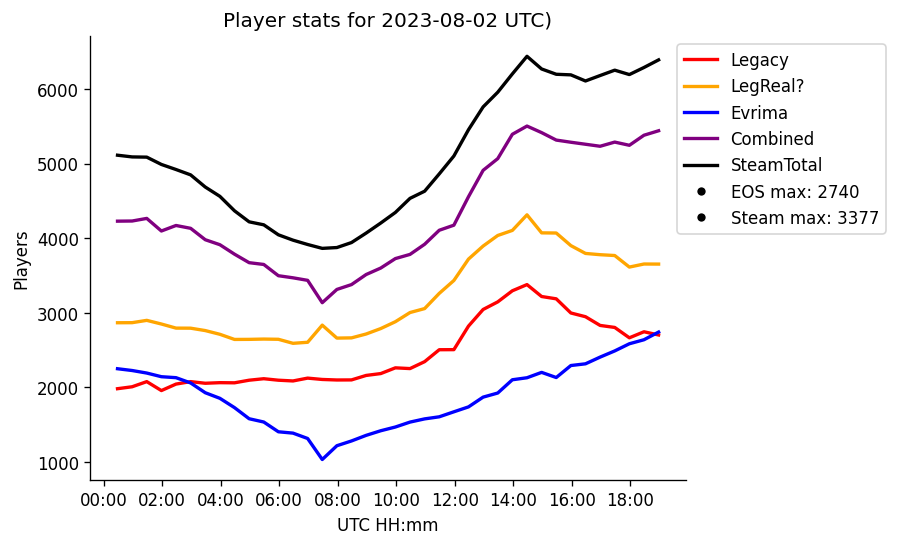 Player stats for 2023-08-02 UTC)
Legacy
LegReal?
Evrima
Combined
SteamTotal
EOS max: 2740
Steam max: 3377
Players
6000
5000
4000
3000
2000
1000
00:00 02:00 04:00 06:00 08:00 10:00 12:00 14:00 16:00 18:00
UTC HH:mm